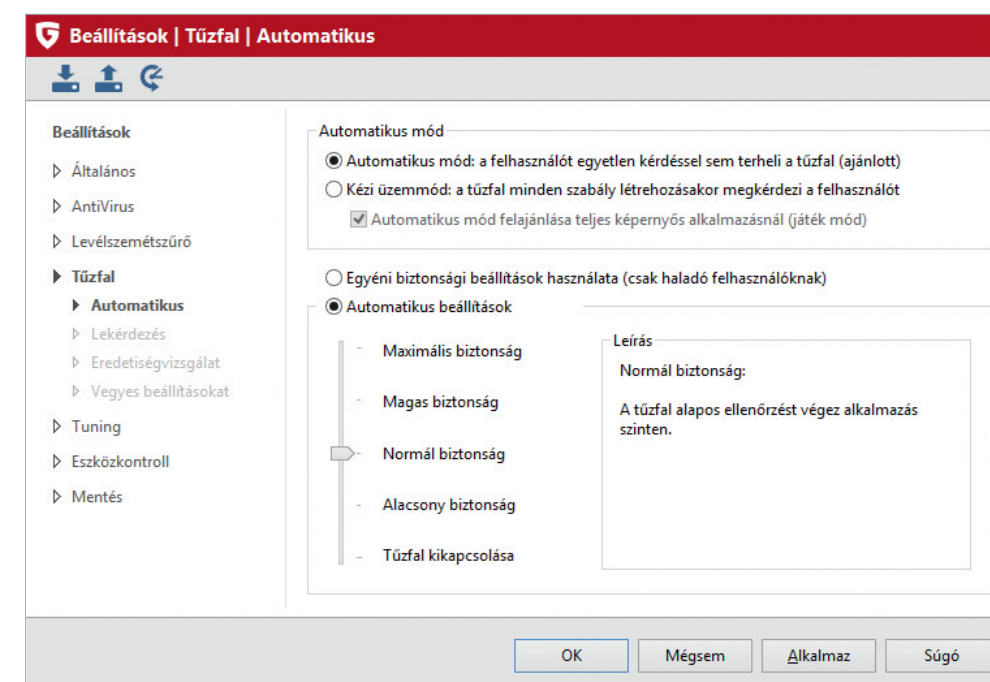 Beállítások | Tűzfal | Automatikus
Beállítások
Általános
AntiVirus
Levélszemétszűrő
Tűzfal
Automatikus
Lekérdezés
Eredetiségvizsgálat
Vegyes beállításokat
Tuning
Eszközkontroll
Mentés
Automatikus mód
Automatikus mód: a felhasználót egyetlen kérdéssel sem terheli a tűzfal (ajánlott)
Kézi üzemmód: a tűzfal minden szabály létrehozásakor megkérdezi a felhasználót
Automatikus mód felajánlása teljes képernyős alkalmazásnál (játék mód)
Egyéni biztonsági beállítások használata (csak haladó felhasználóknak)
Automatikus beállítások
Maximális biztonság
Magas biztonság
Normál biztonság
Alacsony biztonság
Tűzfal kikapcsolása
Leírás
Normál biztonság:
A tűzfal alapos ellenőrzést végez alkalmazás
szinten.
OK
Mégsem
Alkalmaz
Súgó